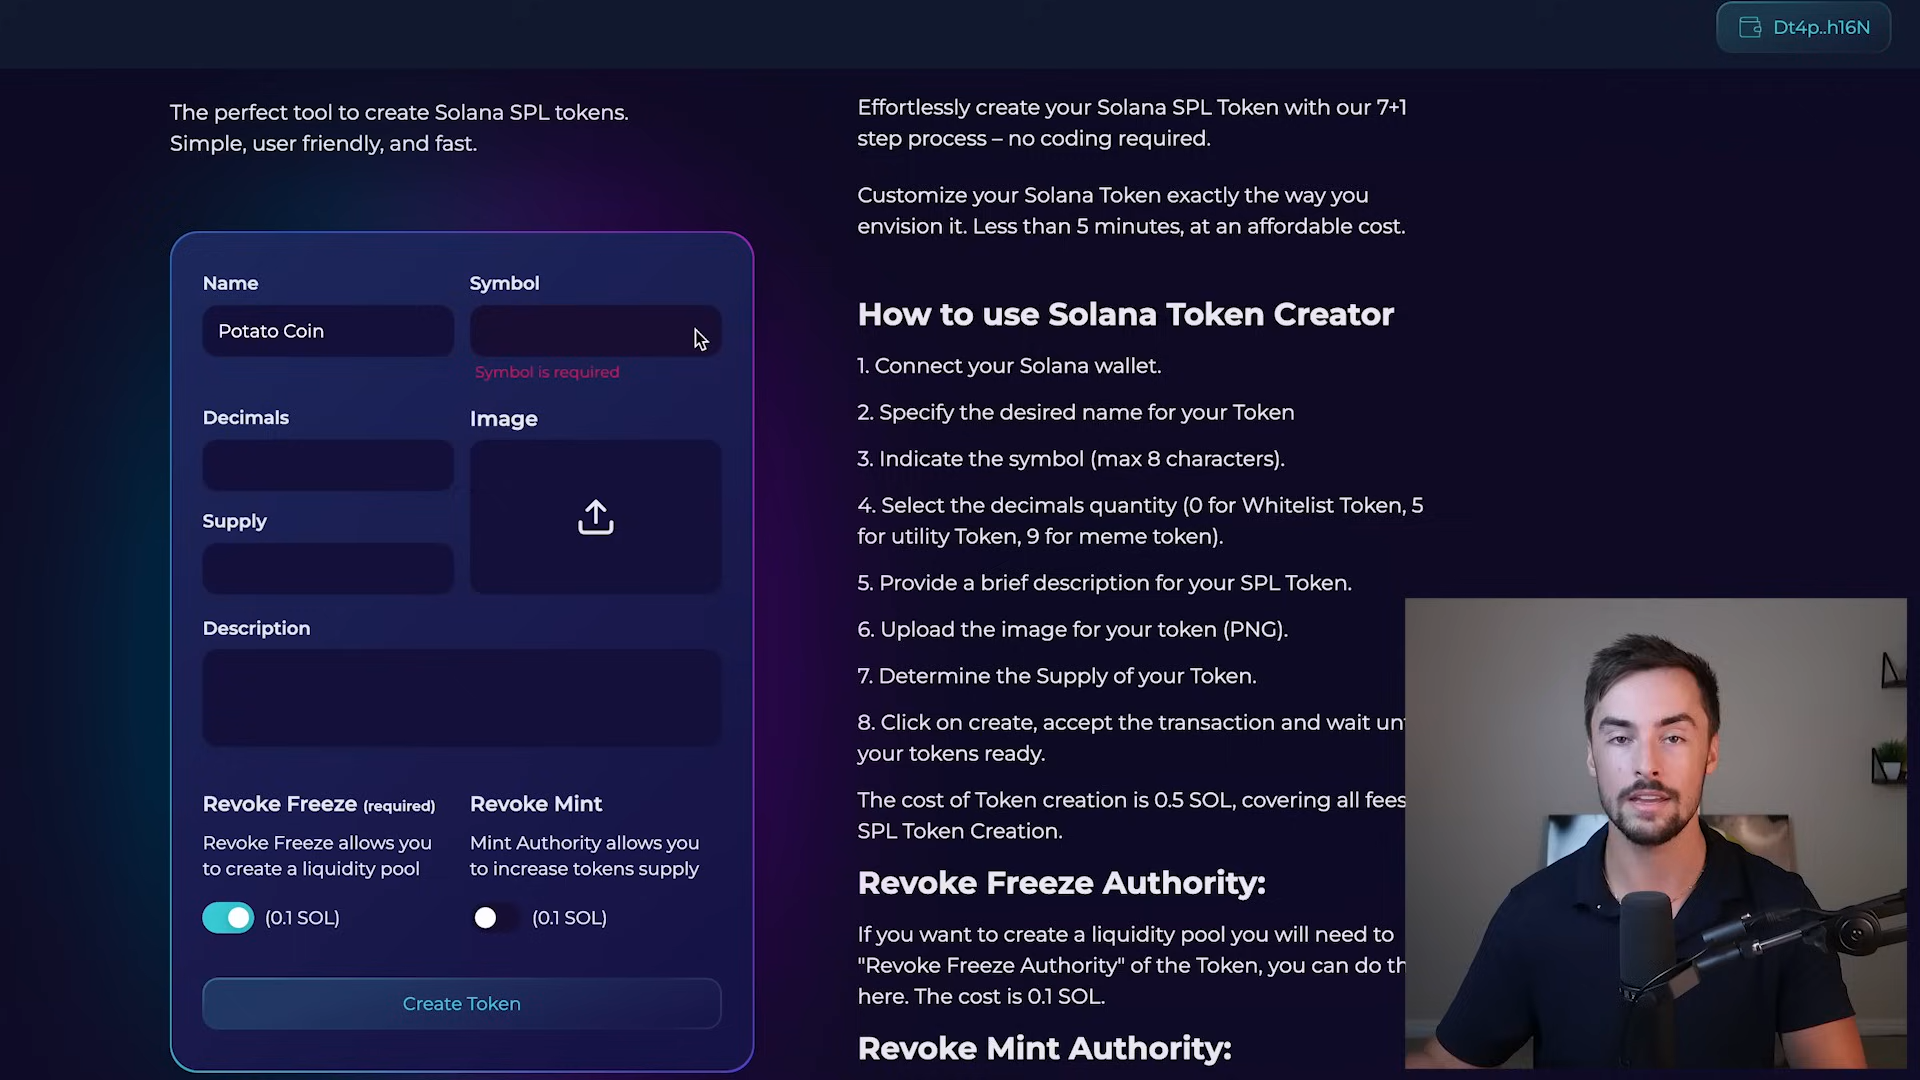 Dt4p..h16N
The perfect tool to create Solana SPL tokens.
Simple, user friendly, and fast.
Name
Symbol
Potato Coin
Symbol is required
Decimals
Image
Supply
Description
Revoke Freeze (required)
Revoke Freeze allows you
to create a liquidity pool
(0.1 SOL)
Revoke Mint
Mint Authority allows you
to increase tokens supply
(0.1 SOL)
Create Token
Effortlessly create your Solana SPL Token with our 7+1
step process – no coding required.
Customize your Solana Token exactly the way you
envision it. Less than 5 minutes, at an affordable cost.
How to use Solana Token Creator
1. Connect your Solana wallet.
2. Specify the desired name for your Token
3. Indicate the symbol (max 8 characters).
4. Select the decimals quantity (0 for Whitelist Token, 5
for utility Token, 9 for meme token).
5. Provide a brief description for your SPL Token.
6. Upload the image for your token (PNG).
7. Determine the Supply of your Token.
8. Click on create, accept the transaction and wait
your tokens ready.
The cost of Token creation is 0.5 SOL, covering all fees
SPL Token Creation.
Revoke Freeze Authority:
If you want to create a liquidity pool you will need to
"Revoke Freeze Authority" of the Token, you can do
here. The cost is 0.1 SOL.
Revoke Mint Authority: